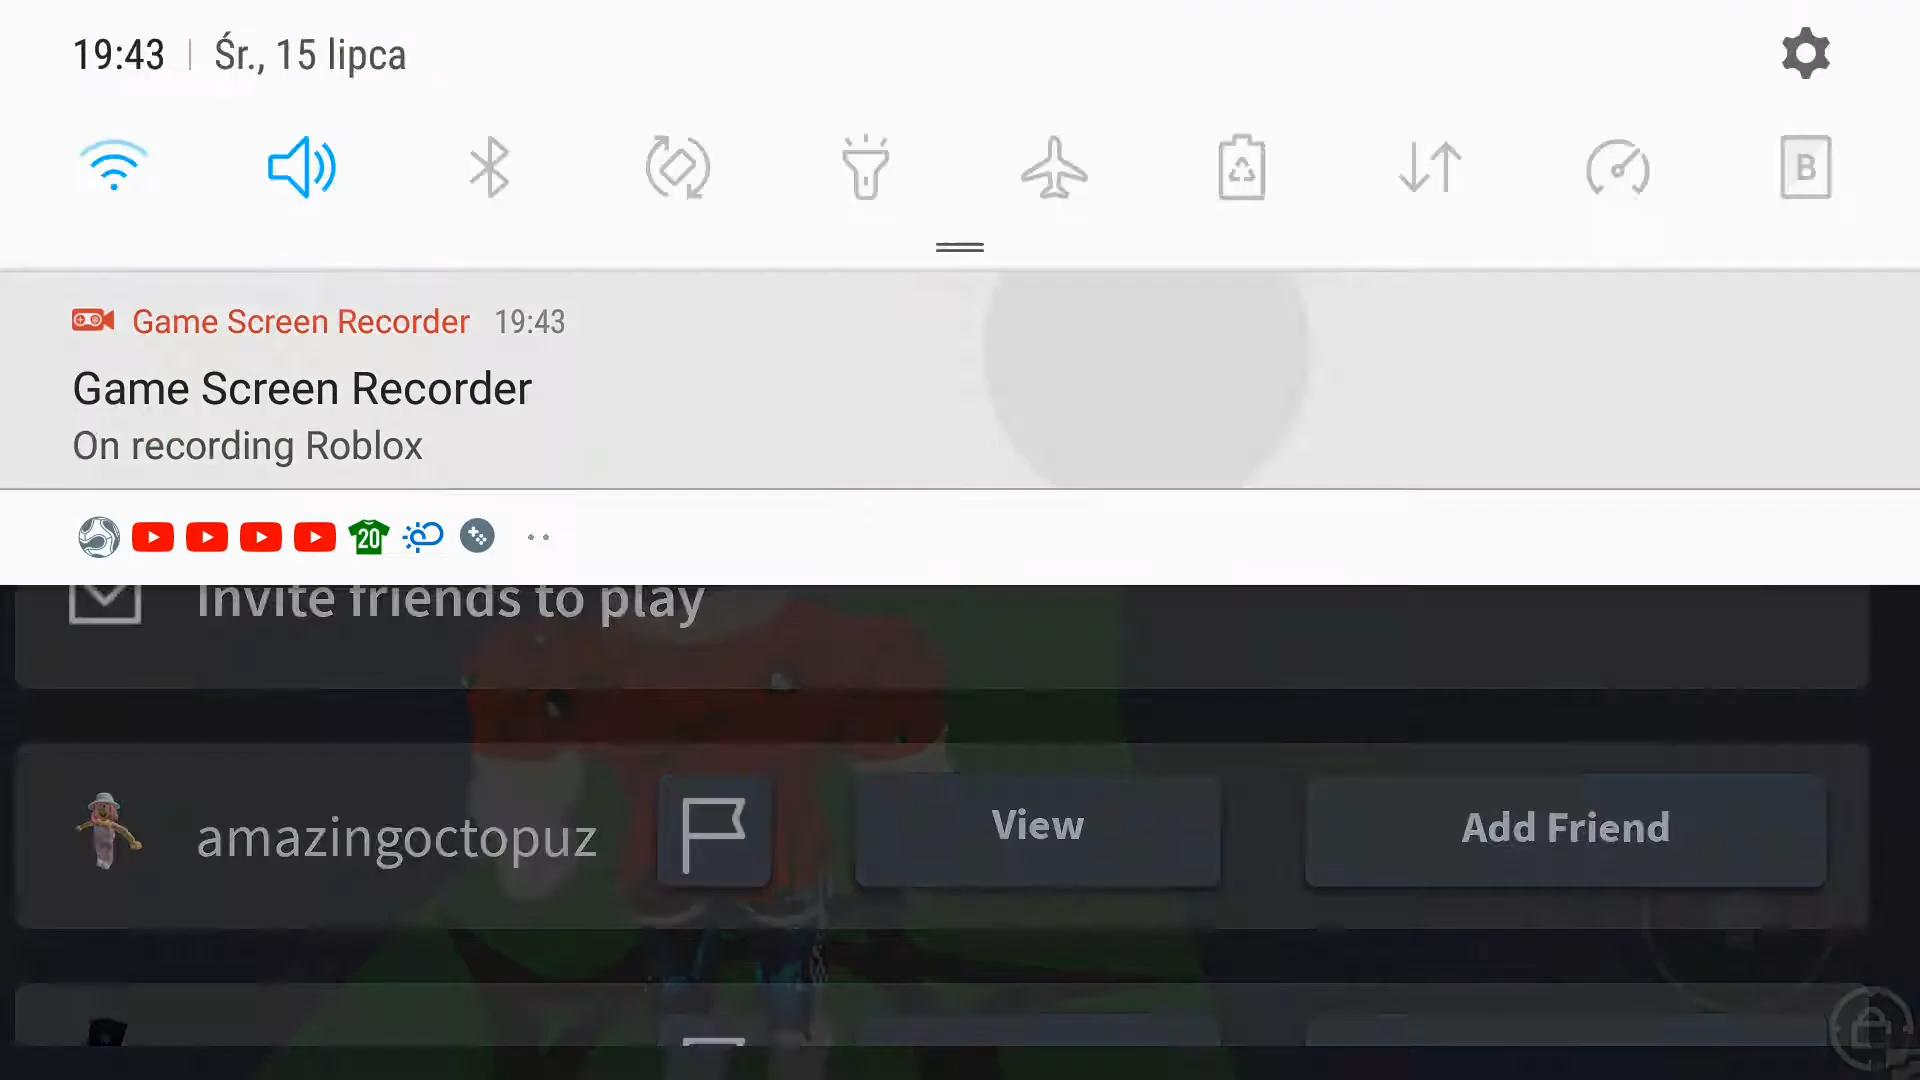 19:43 | Śr., 15 lipca
B
Game Screen Recorder 19:43
Game Screen Recorder
On recording Roblox
20
Invite friends to play
amazingoctopuz View Add Friend